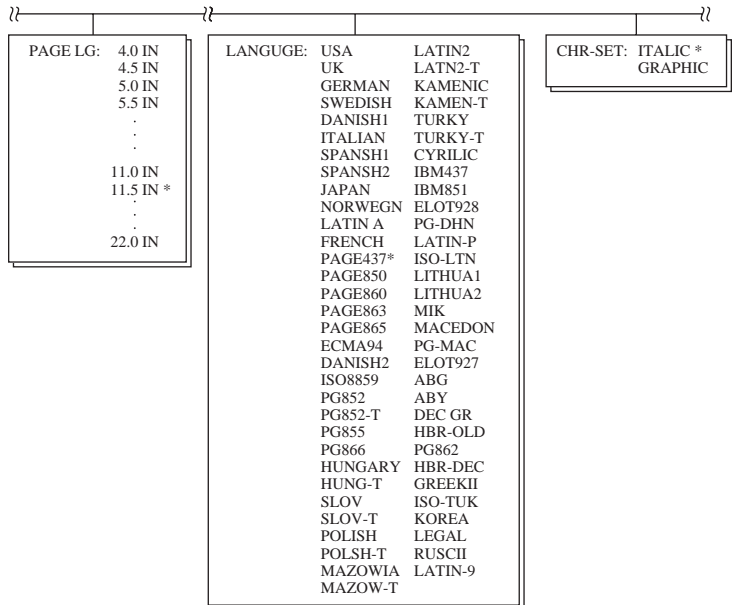 PAGE LG: 4.0 IN
4.5 IN
5.0 IN
5.5 IN
.
.
.
11.0 IN
11.5 IN *
.
.
.
22.0 IN
LANGUGE: USA LATIN2
UK LATN2-T
GERMAN KAMENIC
SWEDISH KAMEN-T
DANISH1 TURKY
ITALIAN TURKY-T
SPANSH1 CYRILIC
SPANSH2 IBM437
JAPAN IBM851
NORWEGN ELOT928
LATIN A PG-DHN
FRENCH LATIN-P
PAGE437* ISO-LTN
PAGE850 LITHUA1
PAGE860 LITHUA2
PAGE863 MIK
PAGE865 MACEDON
ECMA94 PG-MAC
DANISH2 ELOT927
ISO8859 ABG
PG852 ABY
PG852-T DEC GR
PG855 HBR-OLD
PG866 PG862
HUNGARY HBR-DEC
HUNG-T GREEKII
SLOV ISO-TUK
SLOV-T KOREA
POLISH LEGAL
POLSH-T RUSCII
MAZOWIA LATIN-9
MAZOW-T
CHR-SET: ITALIC *
GRAPHIC